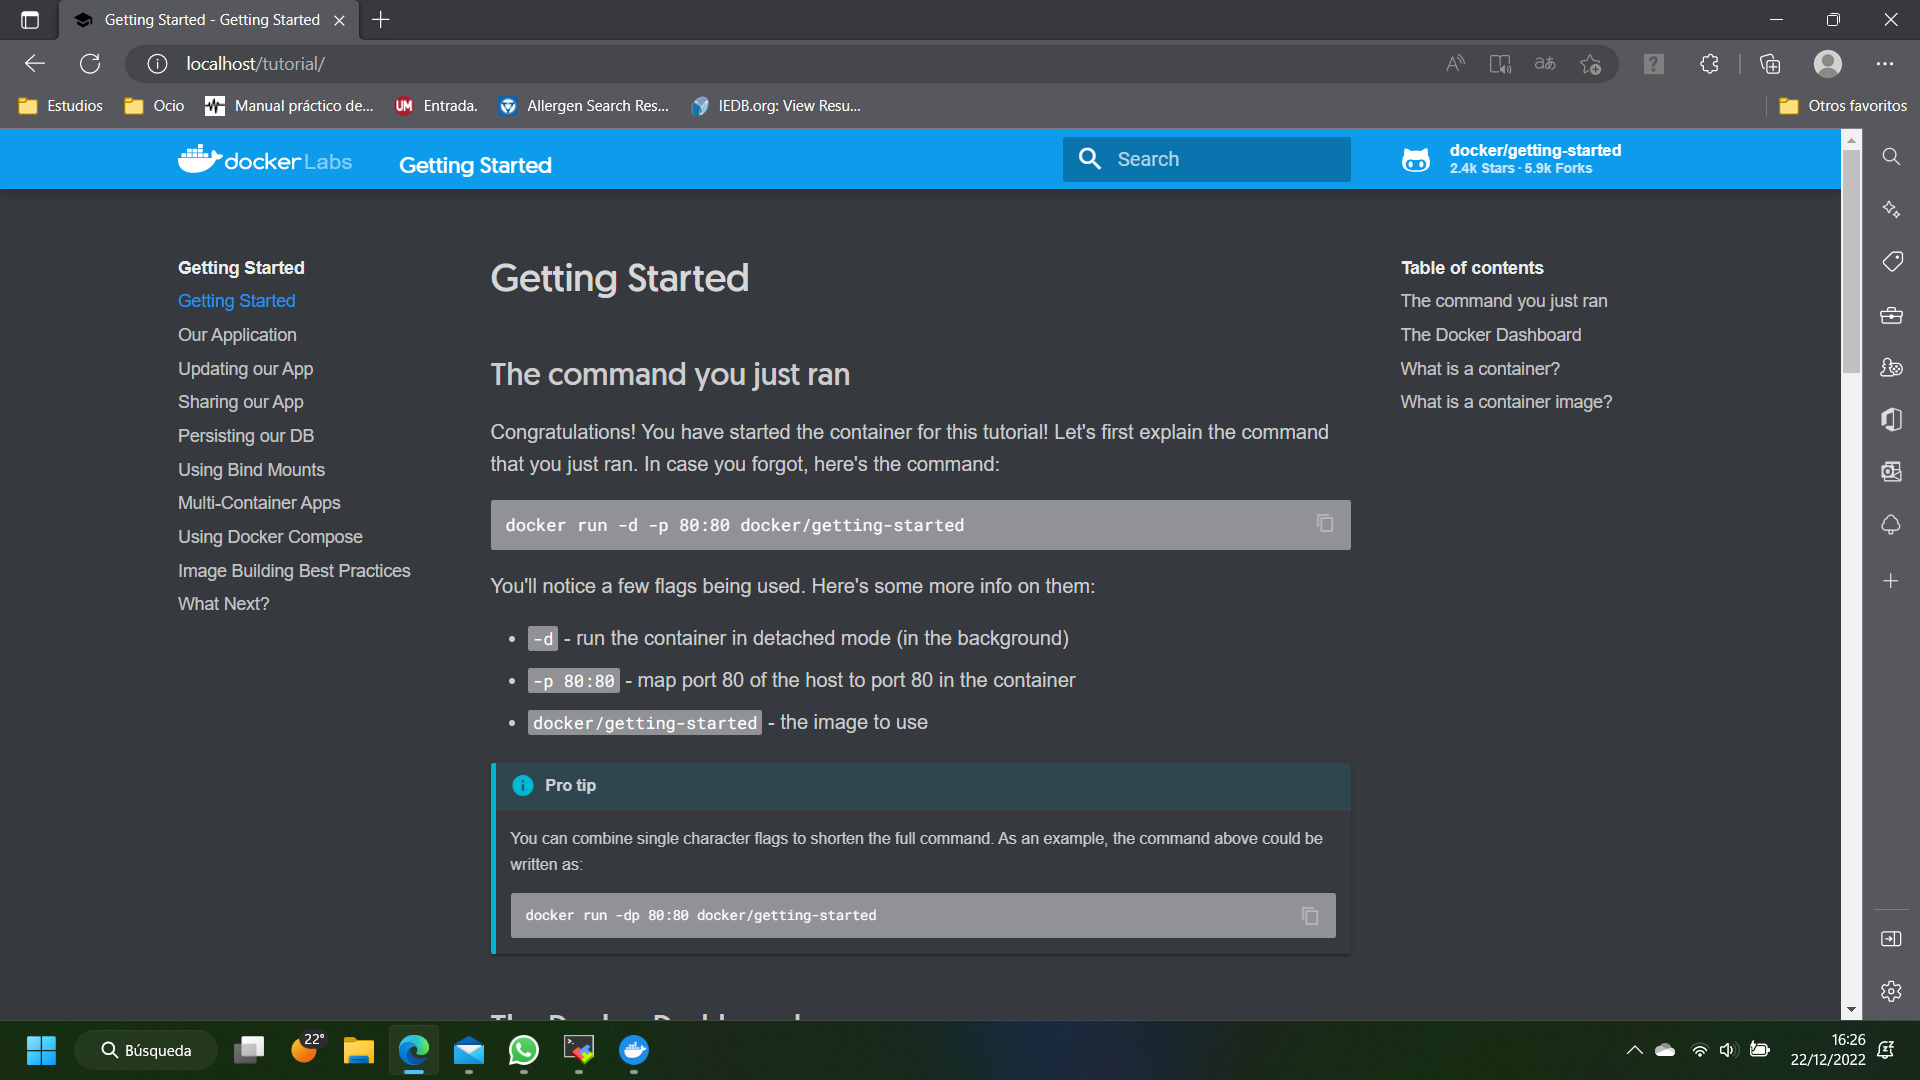 Getting Started - Getting Started
localhost/tutorial/
Estudios
Ocio
Manual práctico de...
UM Entrada.
Allergen Search Res...
IEDB.org: View Resu...
Otros favoritos
docker Labs
Getting Started
Search
docker/getting-started
2.4k Stars · 5.9k Forks
Getting Started
Getting Started
Our Application
Updating our App
Sharing our App
Persisting our DB
Using Bind Mounts
Multi-Container Apps
Using Docker Compose
Image Building Best Practices
What Next?
Getting Started
The command you just ran
Congratulations! You have started the container for this tutorial! Let's first explain the command
that you just ran. In case you forgot, here's the command:
docker run -d -p 80:80 docker/getting-started
You'll notice a few flags being used. Here's some more info on them:
-d - run the container in detached mode (in the background)
-p 80:80 - map port 80 of the host to port 80 in the container
docker/getting-started - the image to use
Pro tip
You can combine single character flags to shorten the full command. As an example, the command above could be
written as:
docker run -dp 80:80 docker/getting-started
Table of contents
The command you just ran
The Docker Dashboard
What is a container?
What is a container image?
Búsqueda
22°
16:26
22/12/2022